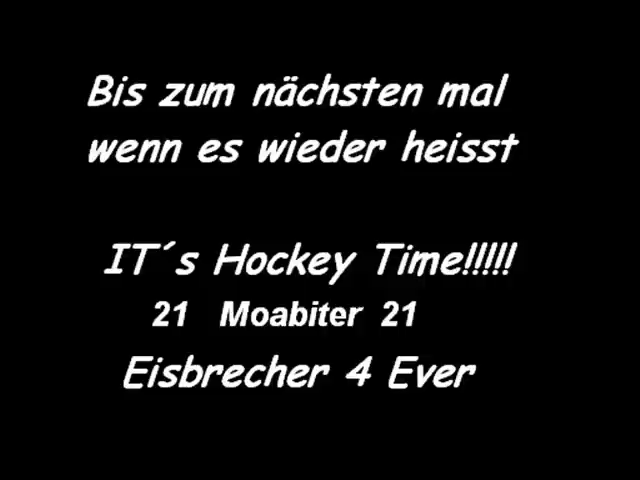 Bis zum nächsten mal
wenn es wieder heisst
IT´s Hockey Time!!!!!
21 Moabiter 21
Eisbrecher 4 Ever